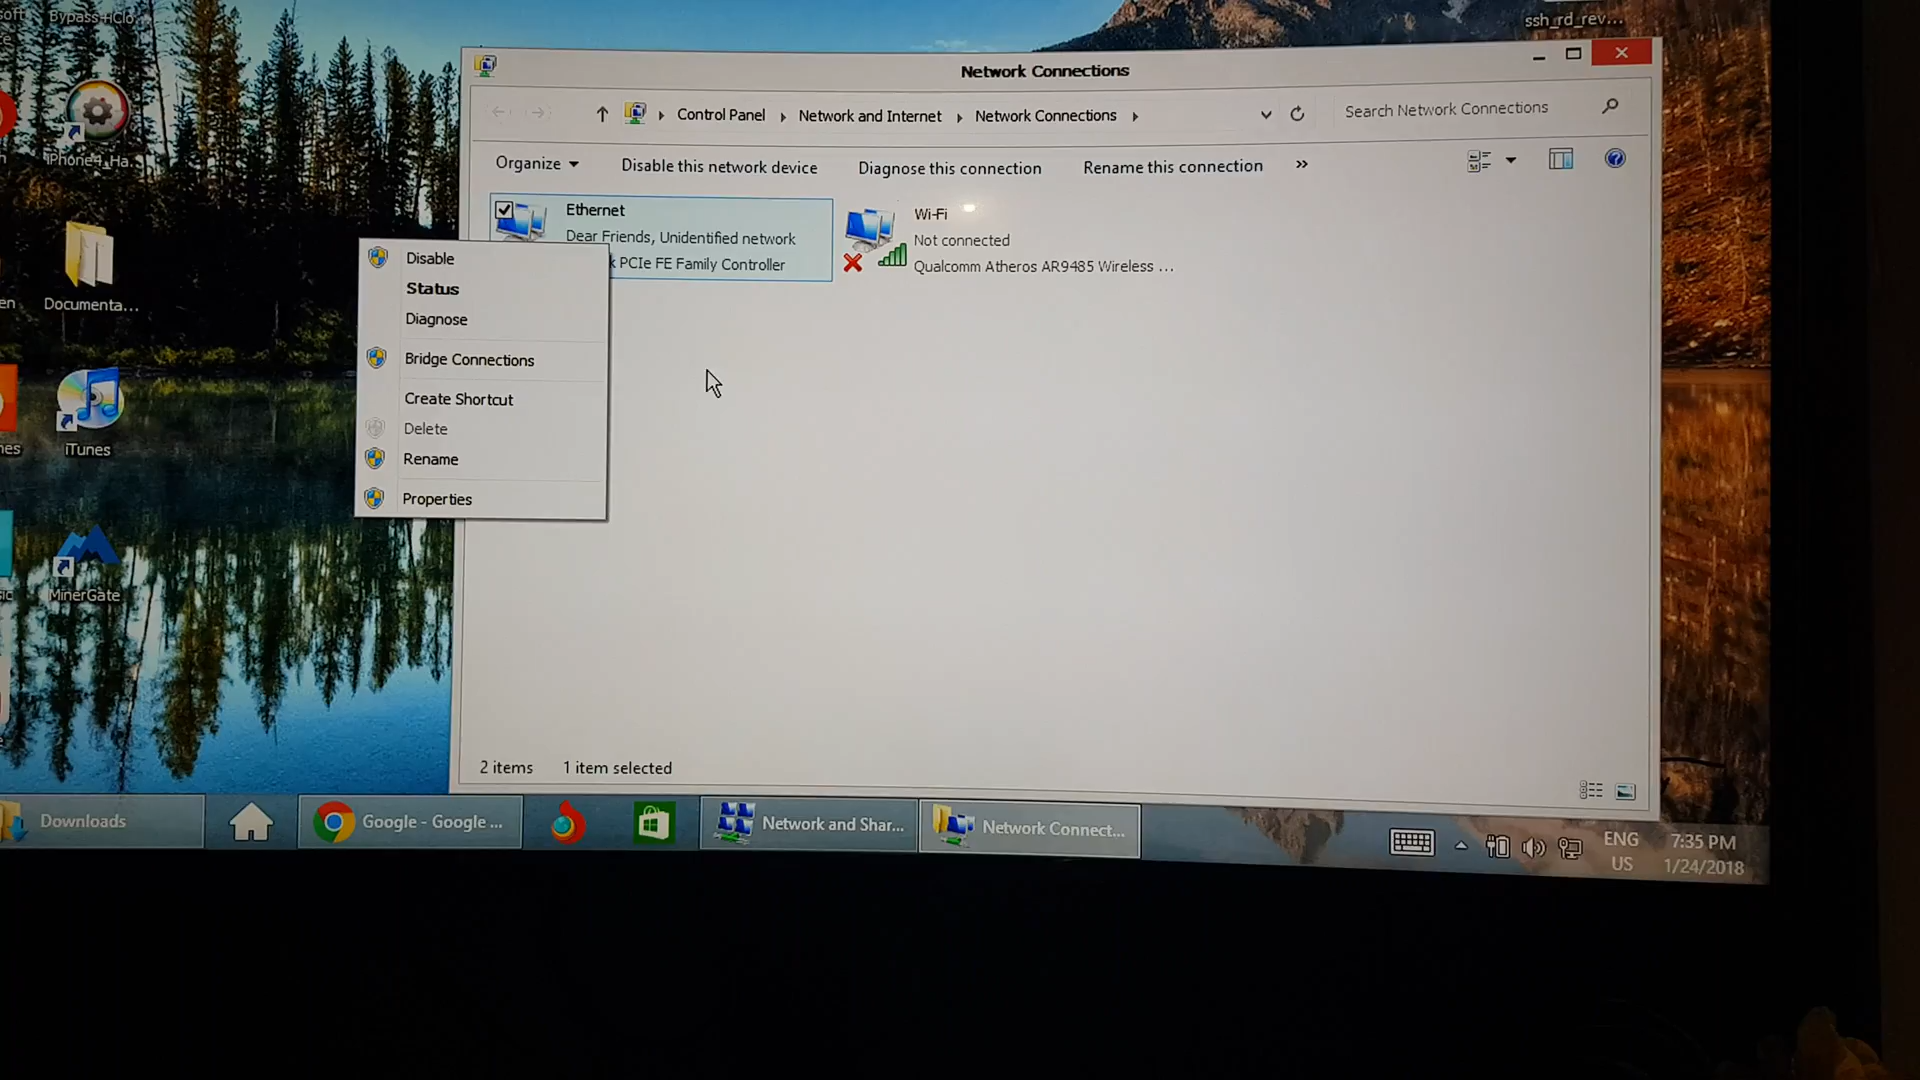 Bypass
ssh_rd_rev...
iPhone4_Ha...
Documenta...
iTunes
MinerGate
Network Connections
Control Panel
Network and Internet
Network Connections
Search Network Connections
Organize
Disable this network device
Diagnose this connection
Rename this connection
»
Ethernet
Dear Friends, Unidentified network
k PCIe FE Family Controller
Wi-Fi
Not connected
Qualcomm Atheros AR9485 Wireless ...
Disable
Status
Diagnose
Bridge Connections
Create Shortcut
Delete
Rename
Properties
2 items
1 item selected
Downloads
Google - Google ...
Network and Shar...
Network Connect...
ENG
US
7:35 PM
1/24/2018